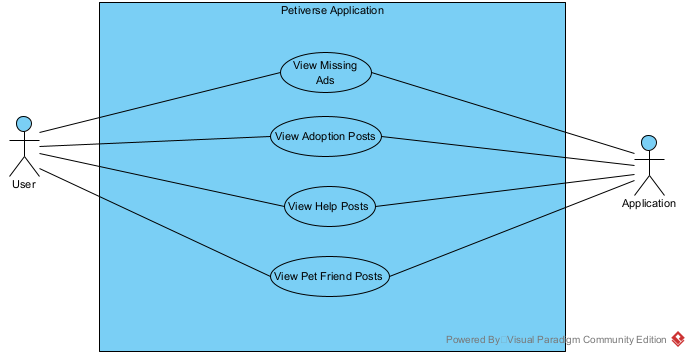 Petiverse Application
View Missing
Ads
View Adoption Posts
User
Application
View Help Posts
View Pet Friend Posts
Powered By: Visual Paradigm Community Edition